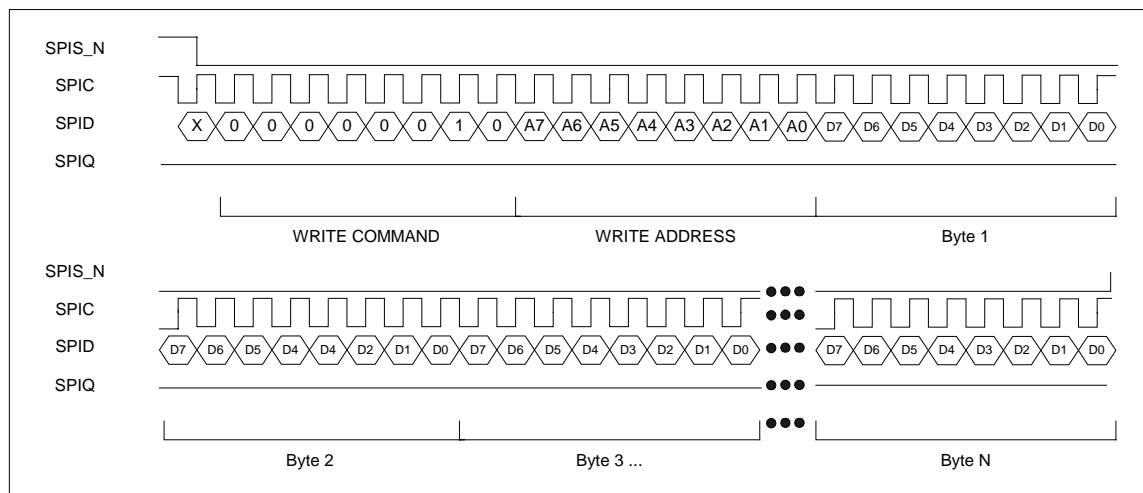 SPIS_N
SPIC
SPID X 0 0 0 0 0 0 1 0 A7 A6 A5 A4 A3 A2 A1 A0 D7 D6 D5 D4 D3 D2 D1 D0
SPIQ
WRITE COMMAND WRITE ADDRESS Byte 1
SPIS_N
SPIC
SPID D7 D6 D5 D4 D4 D2 D1 D0 D7 D6 D5 D4 D3 D2 D1 D0 D7 D6 D5 D4 D3 D2 D1 D0
SPIQ
Byte 2 Byte 3 ... Byte N